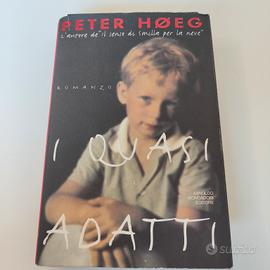 PETER HØEG
L'autore de "Il senso di Smilla per la neve"
ROMANZO
I QUASI
ADATTI
ARNOLDO
MONDADORI
EDITORE
subito